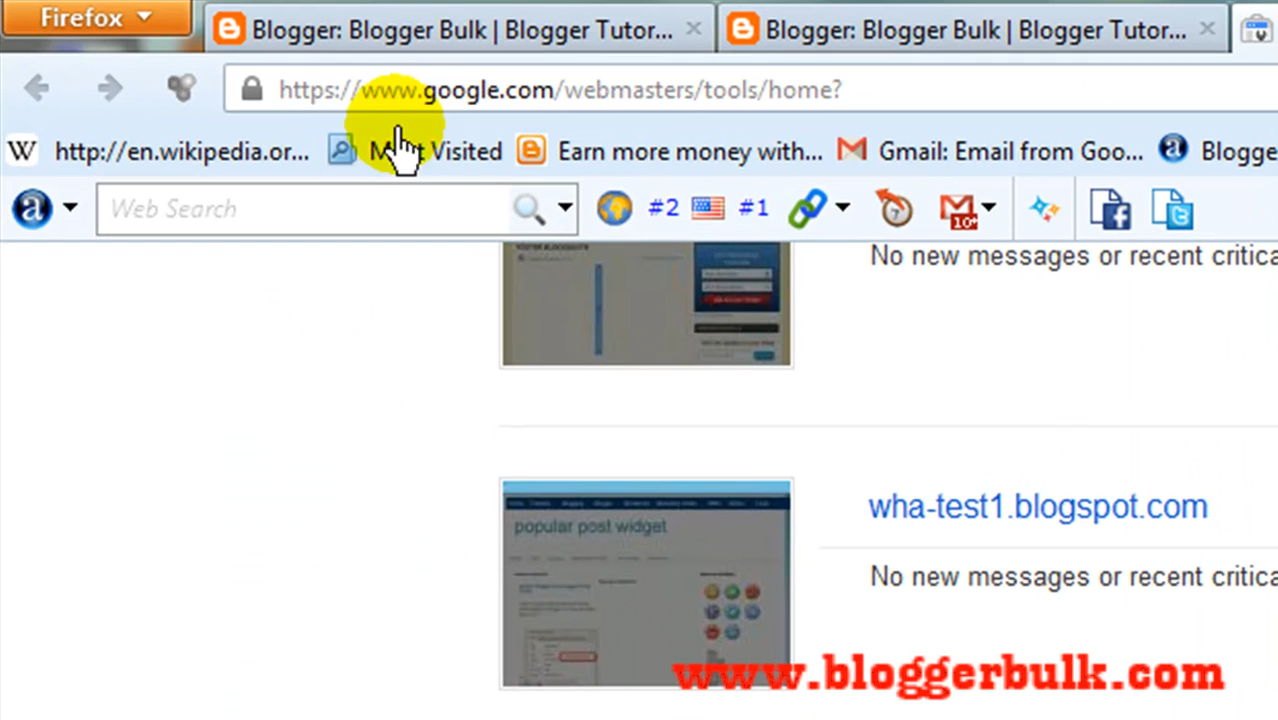 Firefox
Blogger: Blogger Bulk | Blogger Tutor...
Blogger: Blogger Bulk | Blogger Tutor...
https://www.google.com/webmasters/tools/home?
W http://en.wikipedia.or...
Visited
Earn more money with...
Gmail: Email from Goo...
a Blogge
a Web Search
#2
#1
10+
No new messages or recent critica
wha-test1.blogspot.com
popular post widget
No new messages or recent critica
www.bloggerbulk.com